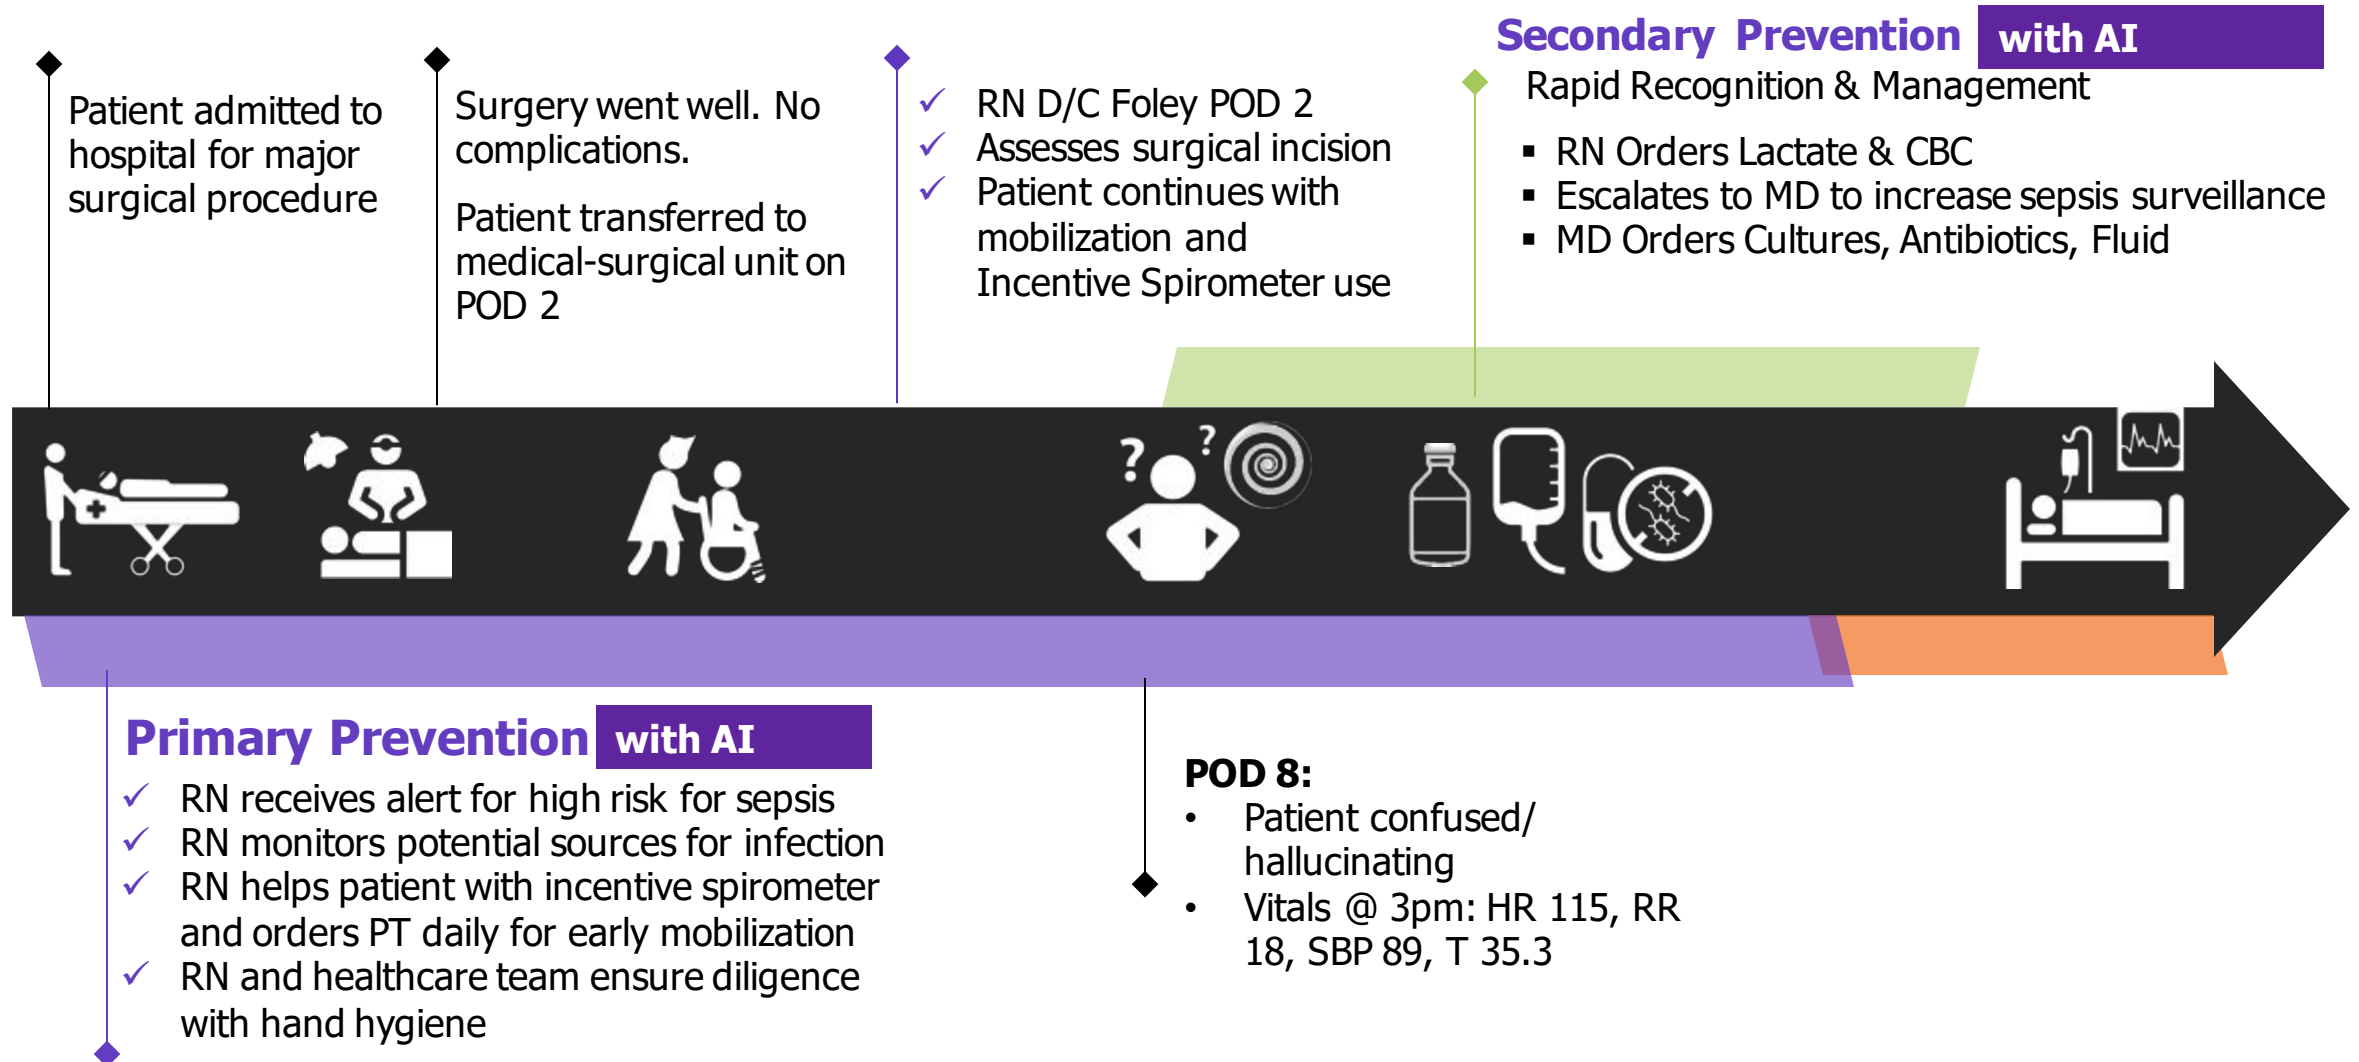 Patient admitted to
hospital for major
surgical procedure
Surgery went well. No
complications.
Patient transferred to
medical-surgical unit on
POD 2
✓ RN D/C Foley POD 2
✓ Assesses surgical incision
✓ Patient continues with
mobilization and
Incentive Spirometer use
Secondary Prevention with AI
Rapid Recognition & Management
▪ RN Orders Lactate & CBC
▪ Escalates to MD to increase sepsis surveillance
▪ MD Orders Cultures, Antibiotics, Fluid
? ?
Primary Prevention with AI
✓ RN receives alert for high risk for sepsis
✓ RN monitors potential sources for infection
✓ RN helps patient with incentive spirometer
and orders PT daily for early mobilization
✓ RN and healthcare team ensure diligence
with hand hygiene
POD 8:
• Patient confused/
hallucinating
• Vitals @ 3pm: HR 115, RR
18, SBP 89, T 35.3